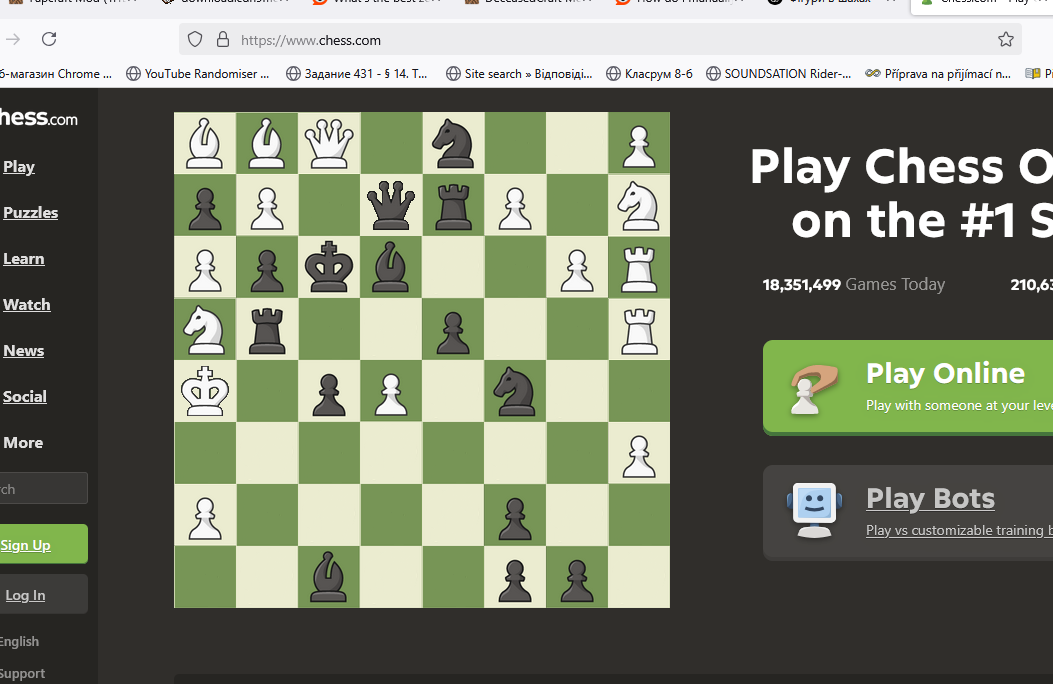 https://www.chess.com
б-магазин Chrome ...
YouTube Randomiser ...
Задание 431 - § 14. Т...
Site search » Відповіді...
Класрум 8-б
SOUNDSATION Rider-...
Příprava na přijímací n...
hess.com
Play
Puzzles
Learn
Watch
News
Social
More
rch
Sign Up
Log In
English
Support
Play Chess O
on the #1 S
18,351,499 Games Today
210,63
Play Online
Play with someone at your leve
Play Bots
Play vs customizable training b